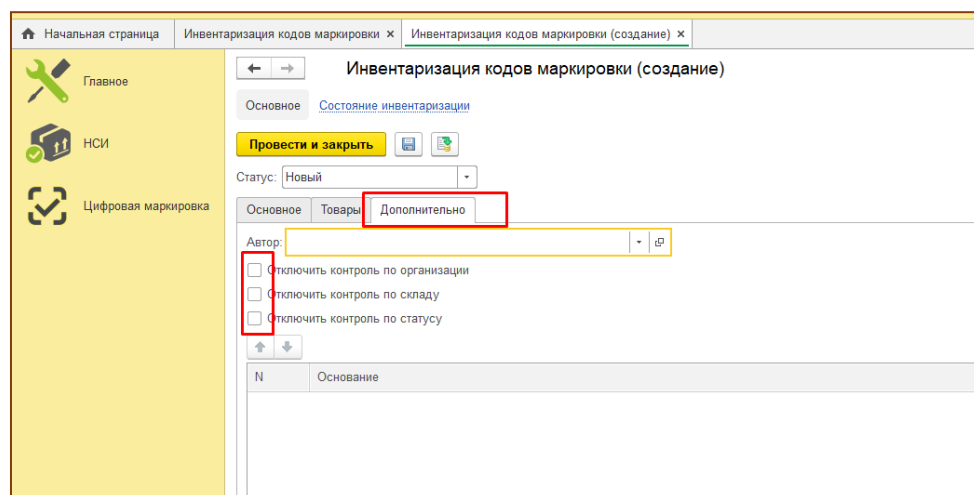 Начальная страница Инвентаризация кодов маркировки × Инвентаризация кодов маркировки (создание) ×
Главное
НСИ
Цифровая маркировка
Инвентаризация кодов маркировки (создание)
Основное Состояние инвентаризации
Провести и закрыть
Статус: Новый
Основное Товары Дополнительно
Автор:
Отключить контроль по организации
Отключить контроль по складу
Отключить контроль по статусу
N Основание